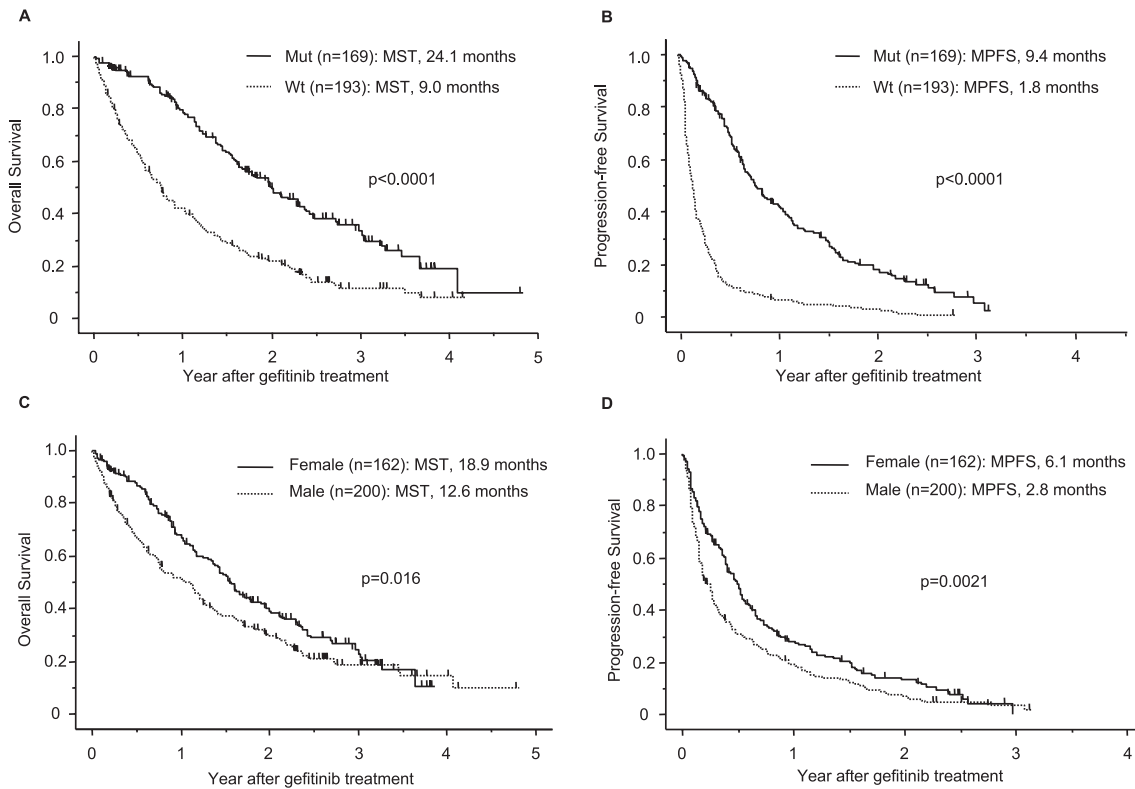 A
Mut (n=169): MST, 24.1 months
Wt (n=193): MST, 9.0 months
p<0.0001
Overall Survival
1.0
0.8
0.6
0.4
0.2
0
0 1 2 3 4 5
Year after gefitinib treatment
B
Mut (n=169): MPFS, 9.4 months
Wt (n=193): MPFS, 1.8 months
p<0.0001
Progression-free Survival
1.0
0.8
0.6
0.4
0.2
0
0 1 2 3 4
Year after gefitinib treatment
C
Female (n=162): MST, 18.9 months
Male (n=200): MST, 12.6 months
p=0.016
Overall Survival
1.0
0.8
0.6
0.4
0.2
0
0 1 2 3 4 5
Year after gefitinib treatment
D
Female (n=162): MPFS, 6.1 months
Male (n=200): MPFS, 2.8 months
p=0.0021
Progression-free Survival
1.0
0.8
0.6
0.4
0.2
0
0 1 2 3 4
Year after gefitinib treatment